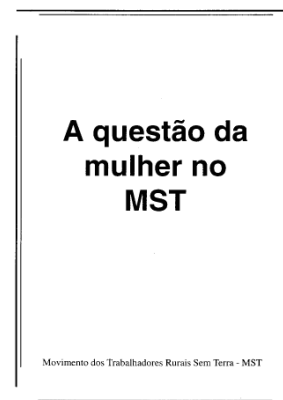 A questão da
mulher no
MST
Movimento dos Trabalhadores Rurais Sem Terra - MST